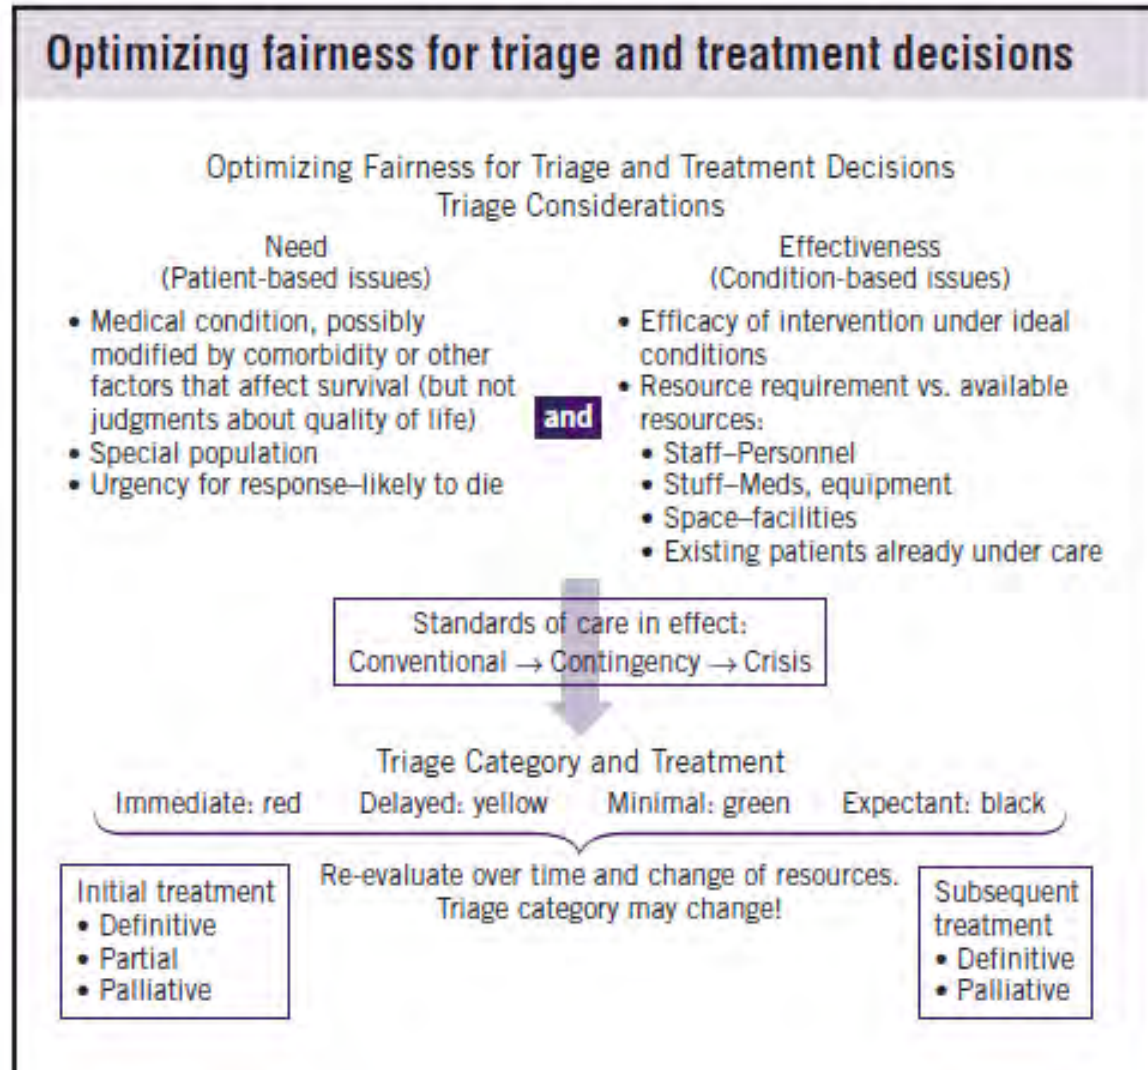 Optimizing fairness for triage and treatment decisions
Optimizing Fairness for Triage and Treatment Decisions
Triage Considerations
Need
(Patient-based issues)
• Medical condition, possibly
modified by comorbidity or other
factors that affect survival (but not
judgments about quality of life)
• Special population
• Urgency for response–likely to die
and
Effectiveness
(Condition-based issues)
• Efficacy of intervention under ideal
conditions
• Resource requirement vs. available
resources:
• Staff–Personnel
• Stuff–Meds, equipment
• Space–facilities
• Existing patients already under care
Standards of care in effect:
Conventional → Contingency → Crisis
Triage Category and Treatment
Immediate: red Delayed: yellow Minimal: green Expectant: black
Re-evaluate over time and change of resources.
Triage category may change!
Initial treatment
• Definitive
• Partial
• Palliative
Subsequent
treatment
• Definitive
• Palliative